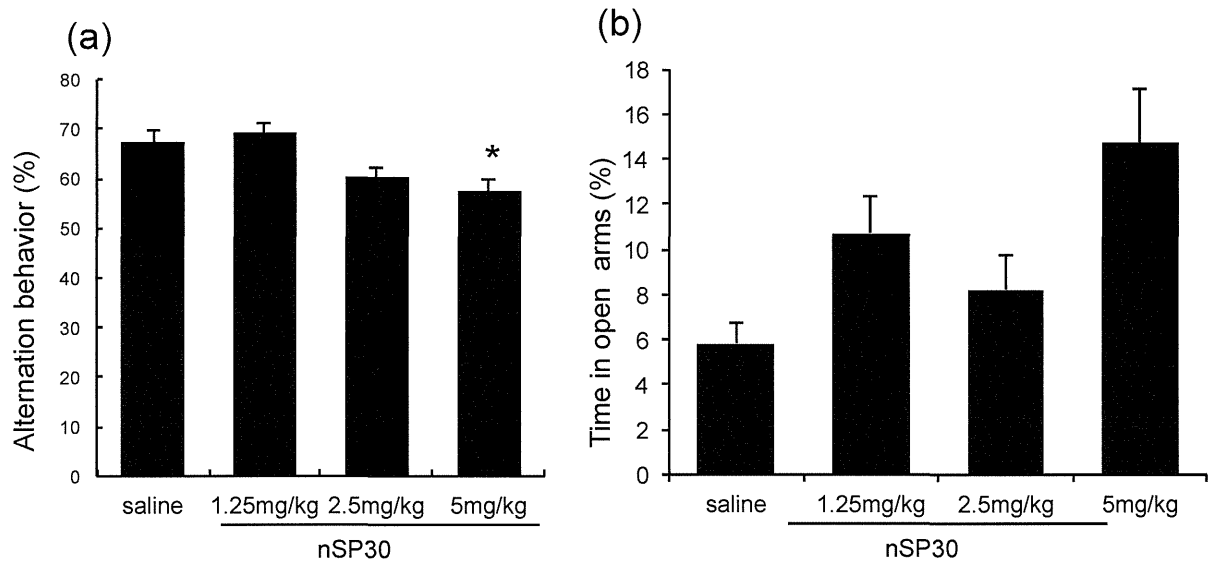 (a)
Alternation behavior (%)
80
70
60
50
40
30
20
10
0
*
saline 1.25mg/kg 2.5mg/kg 5mg/kg
nSP30
(b)
Time in open arms (%)
18
16
14
12
10
8
6
4
2
0
saline 1.25mg/kg 2.5mg/kg 5mg/kg
nSP30